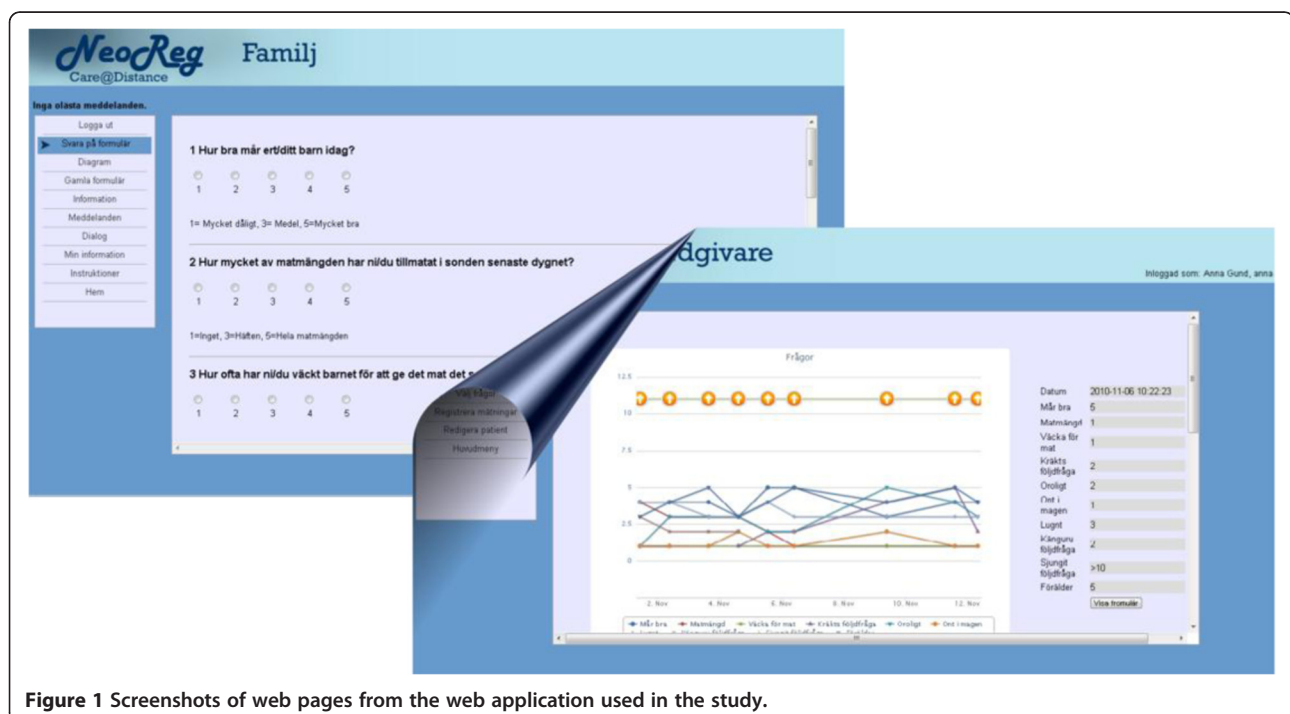 NeoReg
Care@Distance
Familj
Inga olästa meddelanden.
Logga ut
Svara på formulär
Diagram
Gamla formulär
Information
Meddelanden
Dialog
Min information
Instruktioner
Hem
1 Hur bra mår ert/ditt barn idag?
1 2 3 4 5
1= Mycket dåligt, 3= Medel, 5=Mycket bra
2 Hur mycket av matmängden har ni/du tillmatat i sonden senaste dygnet?
1 2 3 4 5
1=Inget, 3=Hälften, 5=Hela matmängden
3 Hur ofta har ni/du väckt barnet för att ge det mat det s
1 2 3 4 5
dgivare
Inloggad som: Anna Gund, anna
Välj frågor
Registrera mätningar
Redigera patient
Huvudmeny
Frågor
12.5
10
7.5
5
2.5
0
2. Nov 4. Nov 6. Nov 8. Nov 10. Nov 12. Nov
Mår bra Matmängd Väcka för mat Kräkts följdfråga Oroligt Ont i magen
Datum 2010-11-06 10:22:23
Mår bra 5
Matmängd 1
Väcka för
mat 1
Kräkts
följdfråga 2
Oroligt 2
Ont i
magen 1
Lugnt 3
Känguru
följdfråga 2
Sjungit
följdfråga >10
Förälder 5
Visa fromulär
Figure 1 Screenshots of web pages from the web application used in the study.